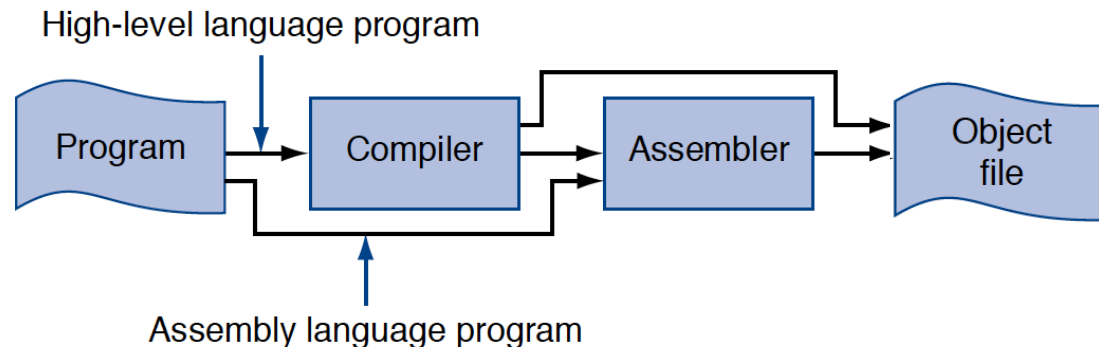 High-level language program
Program
Compiler
Assembler
Object
file
Assembly language program